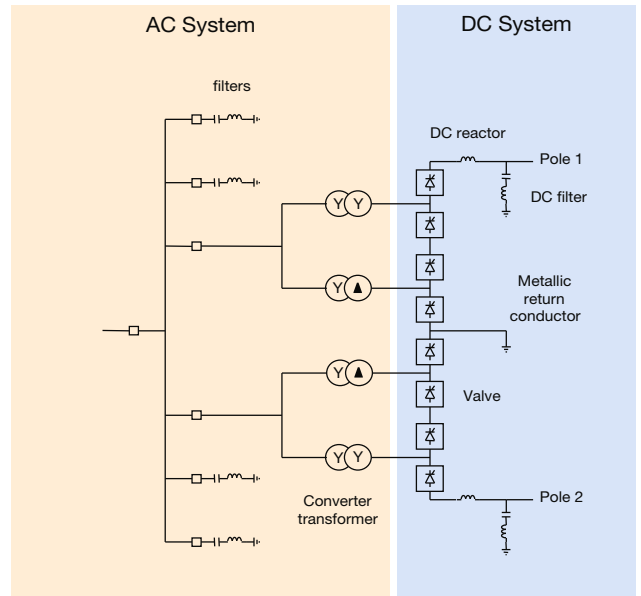 AC System
DC System
filters
DC reactor
Pole 1
DC filter
Y Y
Y
Metallic
return
conductor
Y
Valve
Y Y
Converter
transformer
Pole 2